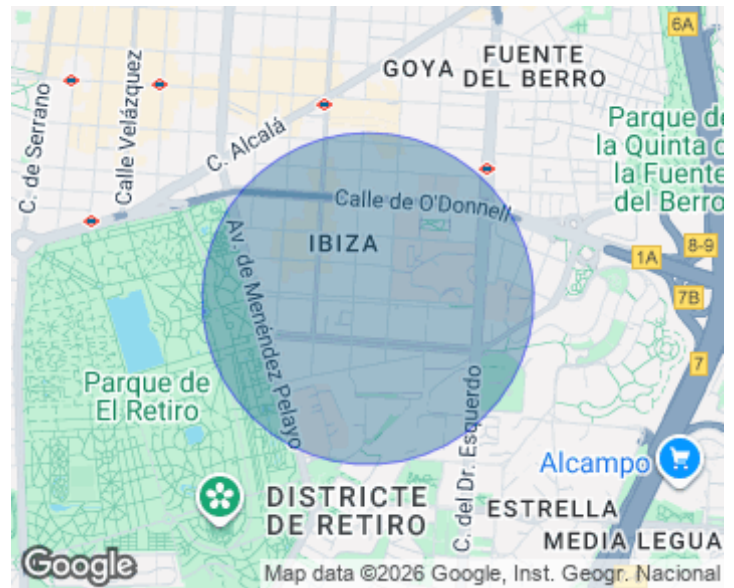 6A
GOYA
FUENTE
DEL BERRO
C. de Serrano
Calle Velázquez
C. Alcalá
Parque de
la Quinta d
la Fuente
del Berro
Calle de O'Donnell
IBIZA
Av. de Menéndez Pelayo
8-9
1A
7B
7
Parque de
El Retiro
C. del Dr. Esquerdo
Alcampo
DISTRICTE
DE RETIRO
ESTRELLA
MEDIA LEGUA
Google
Map data ©2026 Google, Inst. Geogr. Nacional